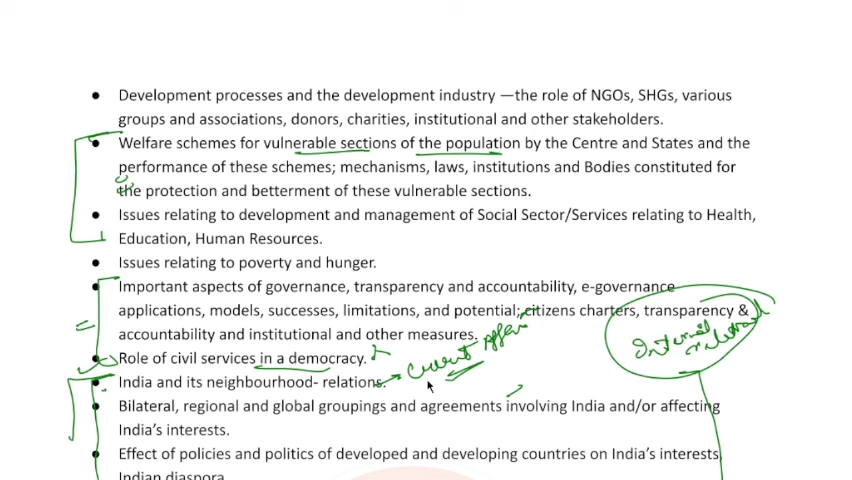 ● Development processes and the development industry —the role of NGOs, SHGs, various
groups and associations, donors, charities, institutional and other stakeholders.
● Welfare schemes for vulnerable sections of the population by the Centre and States and the
performance of these schemes; mechanisms, laws, institutions and Bodies constituted for
the protection and betterment of these vulnerable sections.
● Issues relating to development and management of Social Sector/Services relating to Health,
Education, Human Resources.
● Issues relating to poverty and hunger.
● Important aspects of governance, transparency and accountability, e-governance
applications, models, successes, limitations, and potential; citizens charters, transparency &
accountability and institutional and other measures.
● Role of civil services in a democracy.
Current Affairs
● India and its neighbourhood- relations.
● Bilateral, regional and global groupings and agreements involving India and/or affecting
India's interests.
● Effect of policies and politics of developed and developing countries on India's interests,
Indian diaspora.